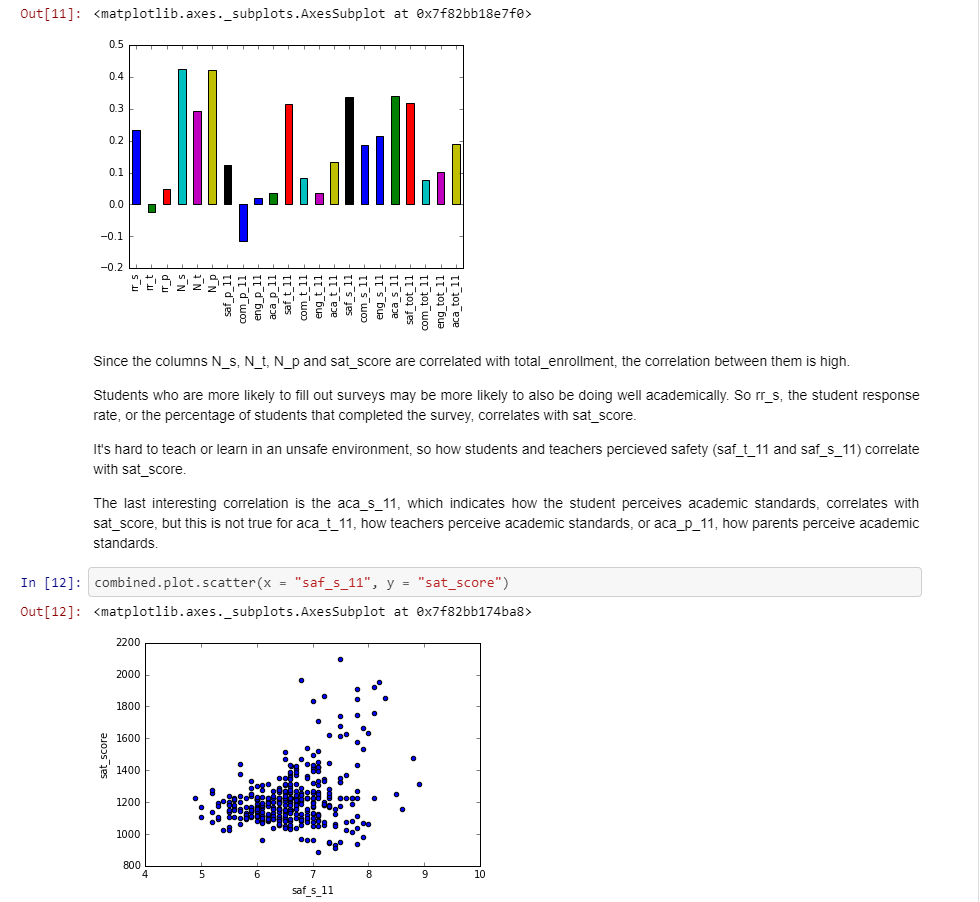 Out[11]: <matplotlib.axes._subplots.AxesSubplot at 0x7f82bb18e7f0>
0.5
0.4
0.3
0.2
0.1
0.0
−0.1
−0.2
rr_s rr_t rr_p N_s N_t N_p saf_p_11 com_p_11 eng_p_11 aca_p_11 saf_t_11 com_t_11 eng_t_11 aca_t_11 saf_s_11 com_s_11 eng_s_11 aca_s_11 saf_tot_11 com_tot_11 eng_tot_11 aca_tot_11
Since the columns N_s, N_t, N_p and sat_score are correlated with total_enrollment, the correlation between them is high.
Students who are more likely to fill out surveys may be more likely to also be doing well academically. So rr_s, the student response
rate, or the percentage of students that completed the survey, correlates with sat_score.
It's hard to teach or learn in an unsafe environment, so how students and teachers percieved safety (saf_t_11 and saf_s_11) correlate
with sat_score.
The last interesting correlation is the aca_s_11, which indicates how the student perceives academic standards, correlates with
sat_score, but this is not true for aca_t_11, how teachers perceive academic standards, or aca_p_11, how parents perceive academic
standards.
In [12]: combined.plot.scatter(x = "saf_s_11", y = "sat_score")
Out[12]: <matplotlib.axes._subplots.AxesSubplot at 0x7f82bb174ba8>
2200
2000
1800
1600
1400
1200
1000
800
sat_score
4 5 6 7 8 9 10
saf_s_11